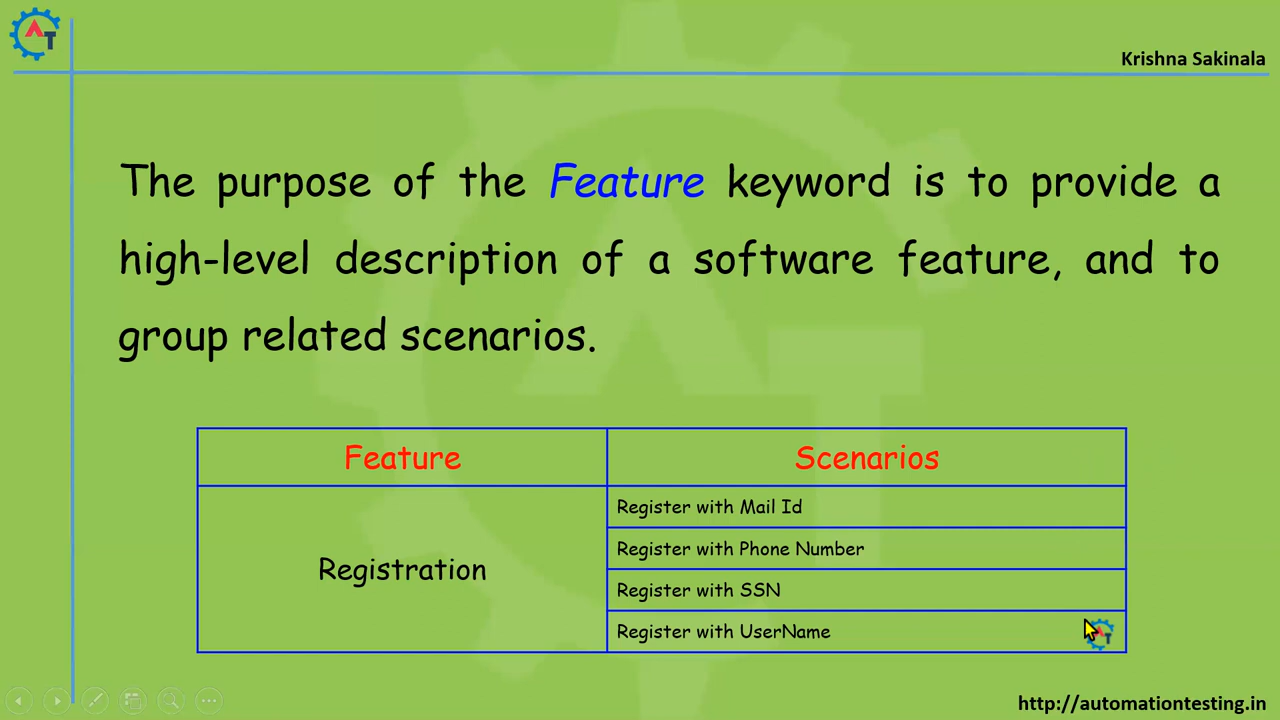 AT
Krishna Sakinala
The purpose of the Feature keyword is to provide a
high-level description of a software feature, and to
group related scenarios.
Feature
Scenarios
Registration
Register with Mail Id
Register with Phone Number
Register with SSN
Register with UserName
http://automationtesting.in